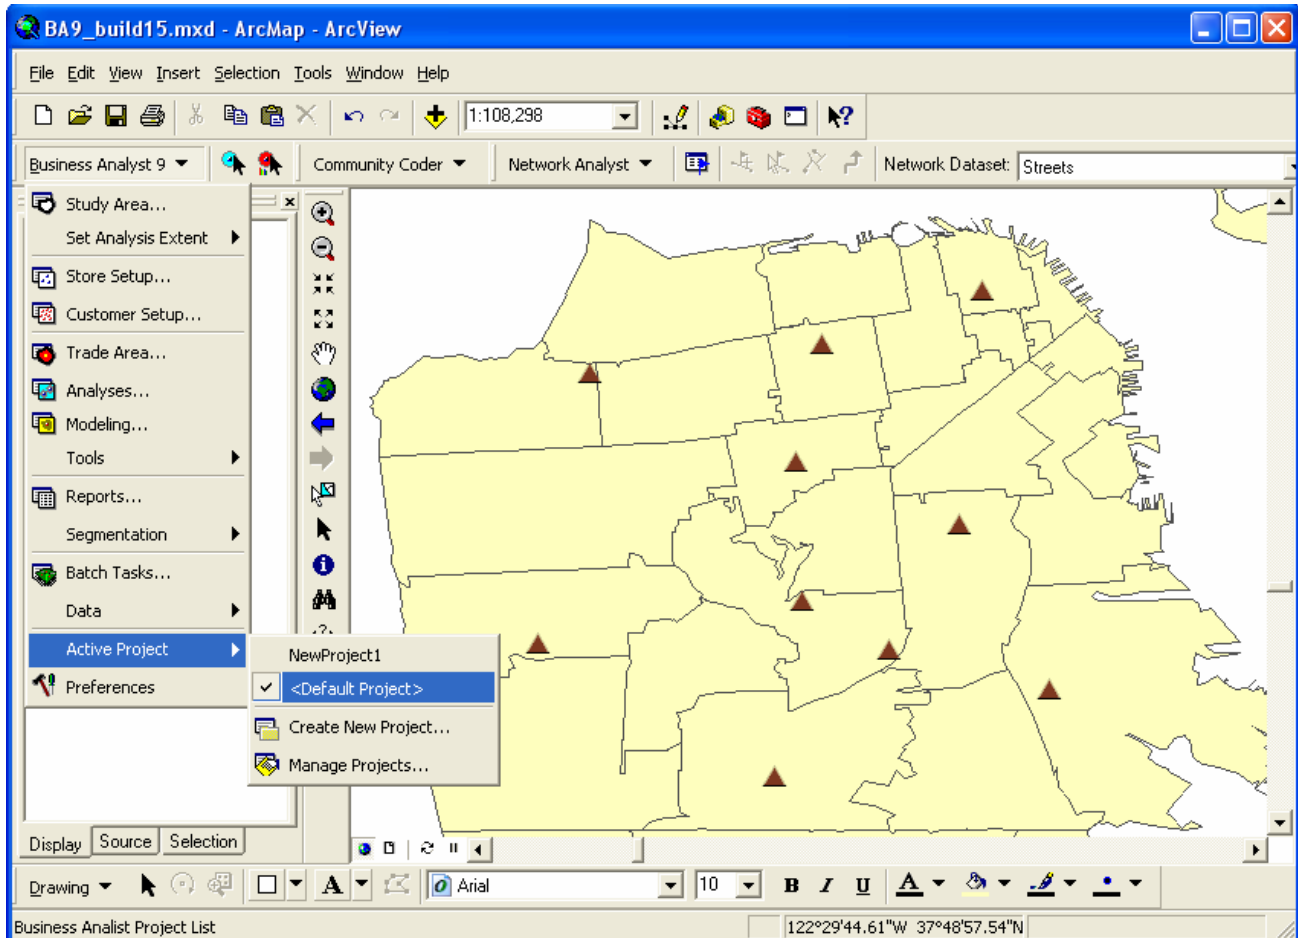 BA9_build15.mxd - ArcMap - ArcView
File Edit View Insert Selection Tools Window Help
1:108,298
Business Analyst 9 Community Coder Network Analyst Network Dataset: Streets
Study Area...
Set Analysis Extent
Store Setup...
Customer Setup...
Trade Area...
Analyses...
Modeling...
Tools
Reports...
Segmentation
Batch Tasks...
Data
Active Project
Preferences
NewProject1
<Default Project>
Create New Project...
Manage Projects...
Display Source Selection
Drawing A Arial 10 B I U A
Business Analist Project List 122°29'44.61"W 37°48'57.54"N